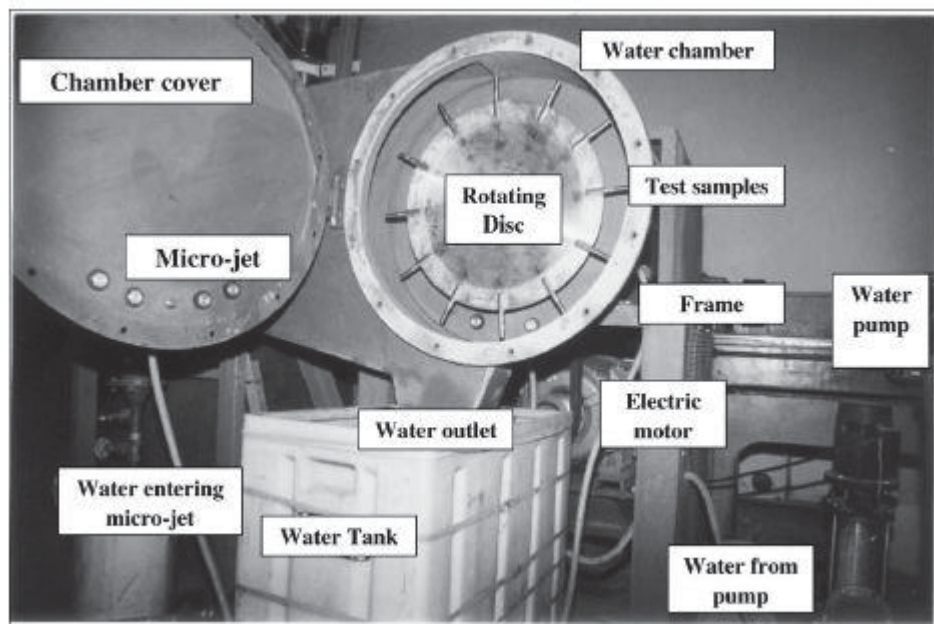 Water chamber
Chamber cover
Test samples
Rotating
Disc
Micro-jet
Frame
Water
pump
Electric
motor
Water outlet
Water entering
micro-jet
Water Tank
Water from
pump